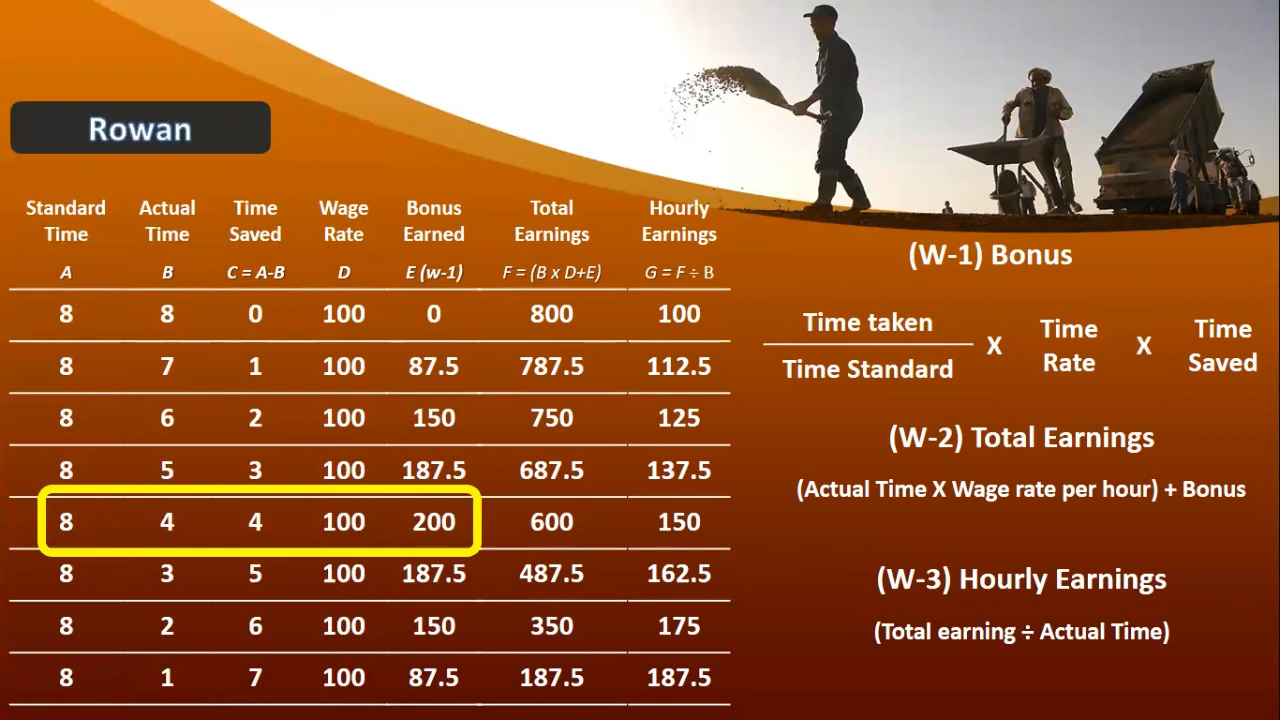 Rowan
Standard Time Actual Time Time Saved Wage Rate Bonus Earned Total Earnings Hourly Earnings
A B C = A-B D E (w-1) F = (B x D+E) G = F ÷ B
8 8 0 100 0 800 100
8 7 1 100 87.5 787.5 112.5
8 6 2 100 150 750 125
8 5 3 100 187.5 687.5 137.5
8 4 4 100 200 600 150
8 3 5 100 187.5 487.5 162.5
8 2 6 100 150 350 175
8 1 7 100 87.5 187.5 187.5
(W-1) Bonus
Time taken
Time Standard
X
Time
Rate
X
Time
Saved
(W-2) Total Earnings
(Actual Time X Wage rate per hour) + Bonus
(W-3) Hourly Earnings
(Total earning ÷ Actual Time)